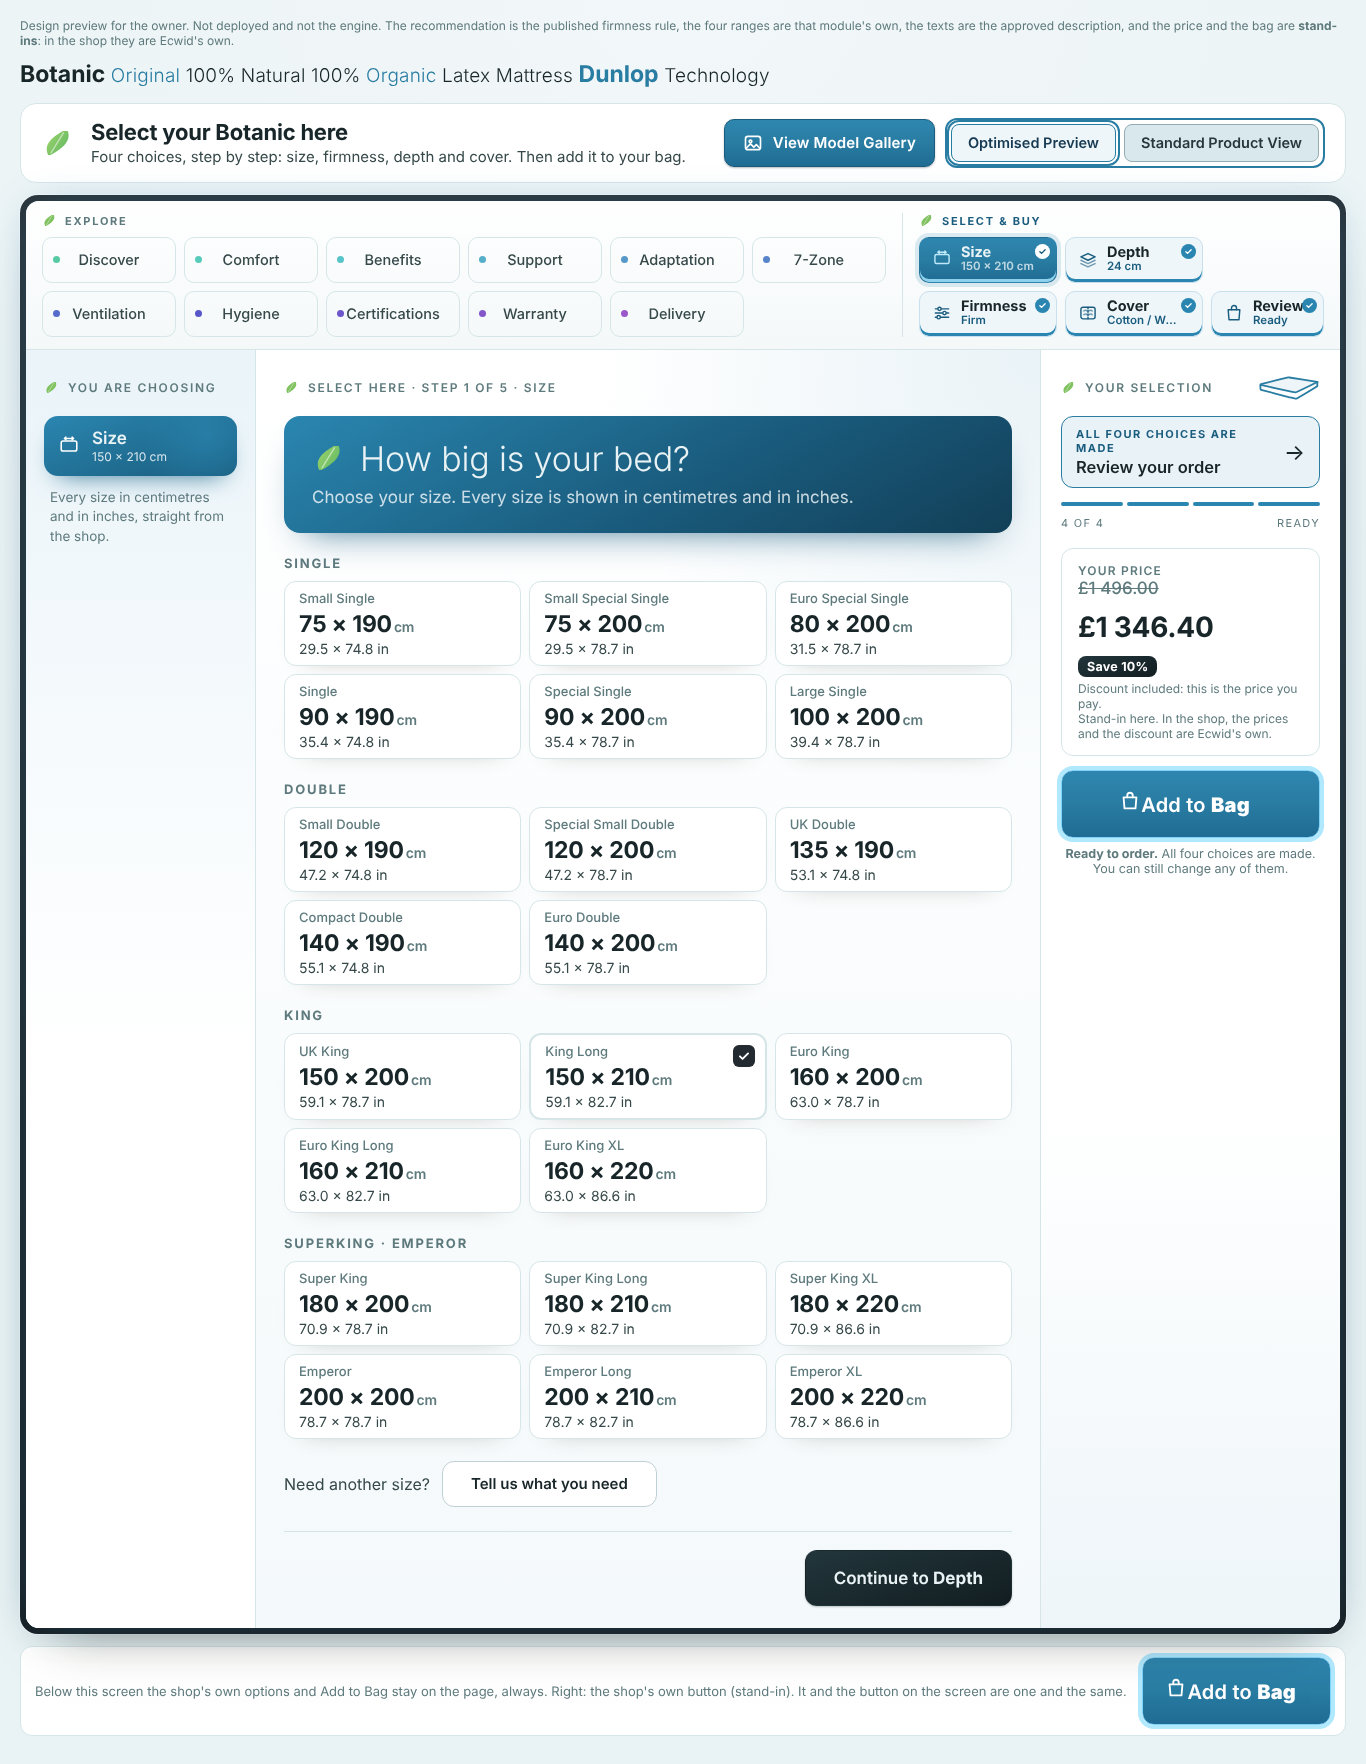 Design preview for the owner. Not deployed and not the engine. The recommendation is the published firmness rule, the four ranges are that module's own, the texts are the approved description, and the price and the bag are stand-
ins: in the shop they are Ecwid's own.
Botanic Original 100% Natural 100% Organic Latex Mattress Dunlop Technology
Select your Botanic here
Four choices, step by step: size, firmness, depth and cover. Then add it to your bag.
View Model Gallery
Optimised Preview
Standard Product View
EXPLORE
Discover
Comfort
Benefits
Support
Adaptation
7-Zone
Ventilation
Hygiene
Certifications
Warranty
Delivery
SELECT & BUY
Size
150 × 210 cm
Depth
24 cm
Firmness
Firm
Cover
Cotton / W...
Review
Ready
YOU ARE CHOOSING
Size
150 × 210 cm
Every size in centimetres
and in inches, straight from
the shop.
SELECT HERE · STEP 1 OF 5 · SIZE
How big is your bed?
Choose your size. Every size is shown in centimetres and in inches.
SINGLE
Small Single
75 × 190 cm
29.5 × 74.8 in
Small Special Single
75 × 200 cm
29.5 × 78.7 in
Euro Special Single
80 × 200 cm
31.5 × 78.7 in
Single
90 × 190 cm
35.4 × 74.8 in
Special Single
90 × 200 cm
35.4 × 78.7 in
Large Single
100 × 200 cm
39.4 × 78.7 in
DOUBLE
Small Double
120 × 190 cm
47.2 × 74.8 in
Special Small Double
120 × 200 cm
47.2 × 78.7 in
UK Double
135 × 190 cm
53.1 × 74.8 in
Compact Double
140 × 190 cm
55.1 × 74.8 in
Euro Double
140 × 200 cm
55.1 × 78.7 in
KING
UK King
150 × 200 cm
59.1 × 78.7 in
King Long
150 × 210 cm
59.1 × 82.7 in
Euro King
160 × 200 cm
63.0 × 78.7 in
Euro King Long
160 × 210 cm
63.0 × 82.7 in
Euro King XL
160 × 220 cm
63.0 × 86.6 in
SUPERKING · EMPEROR
Super King
180 × 200 cm
70.9 × 78.7 in
Super King Long
180 × 210 cm
70.9 × 82.7 in
Super King XL
180 × 220 cm
70.9 × 86.6 in
Emperor
200 × 200 cm
78.7 × 78.7 in
Emperor Long
200 × 210 cm
78.7 × 82.7 in
Emperor XL
200 × 220 cm
78.7 × 86.6 in
Need another size?
Tell us what you need
Continue to Depth
YOUR SELECTION
ALL FOUR CHOICES ARE
MADE
Review your order
4 OF 4
READY
YOUR PRICE
£1 496.00
£1 346.40
Save 10%
Discount included: this is the price you
pay.
Stand-in here. In the shop, the prices
and the discount are Ecwid's own.
Add to Bag
Ready to order. All four choices are made.
You can still change any of them.
Below this screen the shop's own options and Add to Bag stay on the page, always. Right: the shop's own button (stand-in). It and the button on the screen are one and the same.
Add to Bag